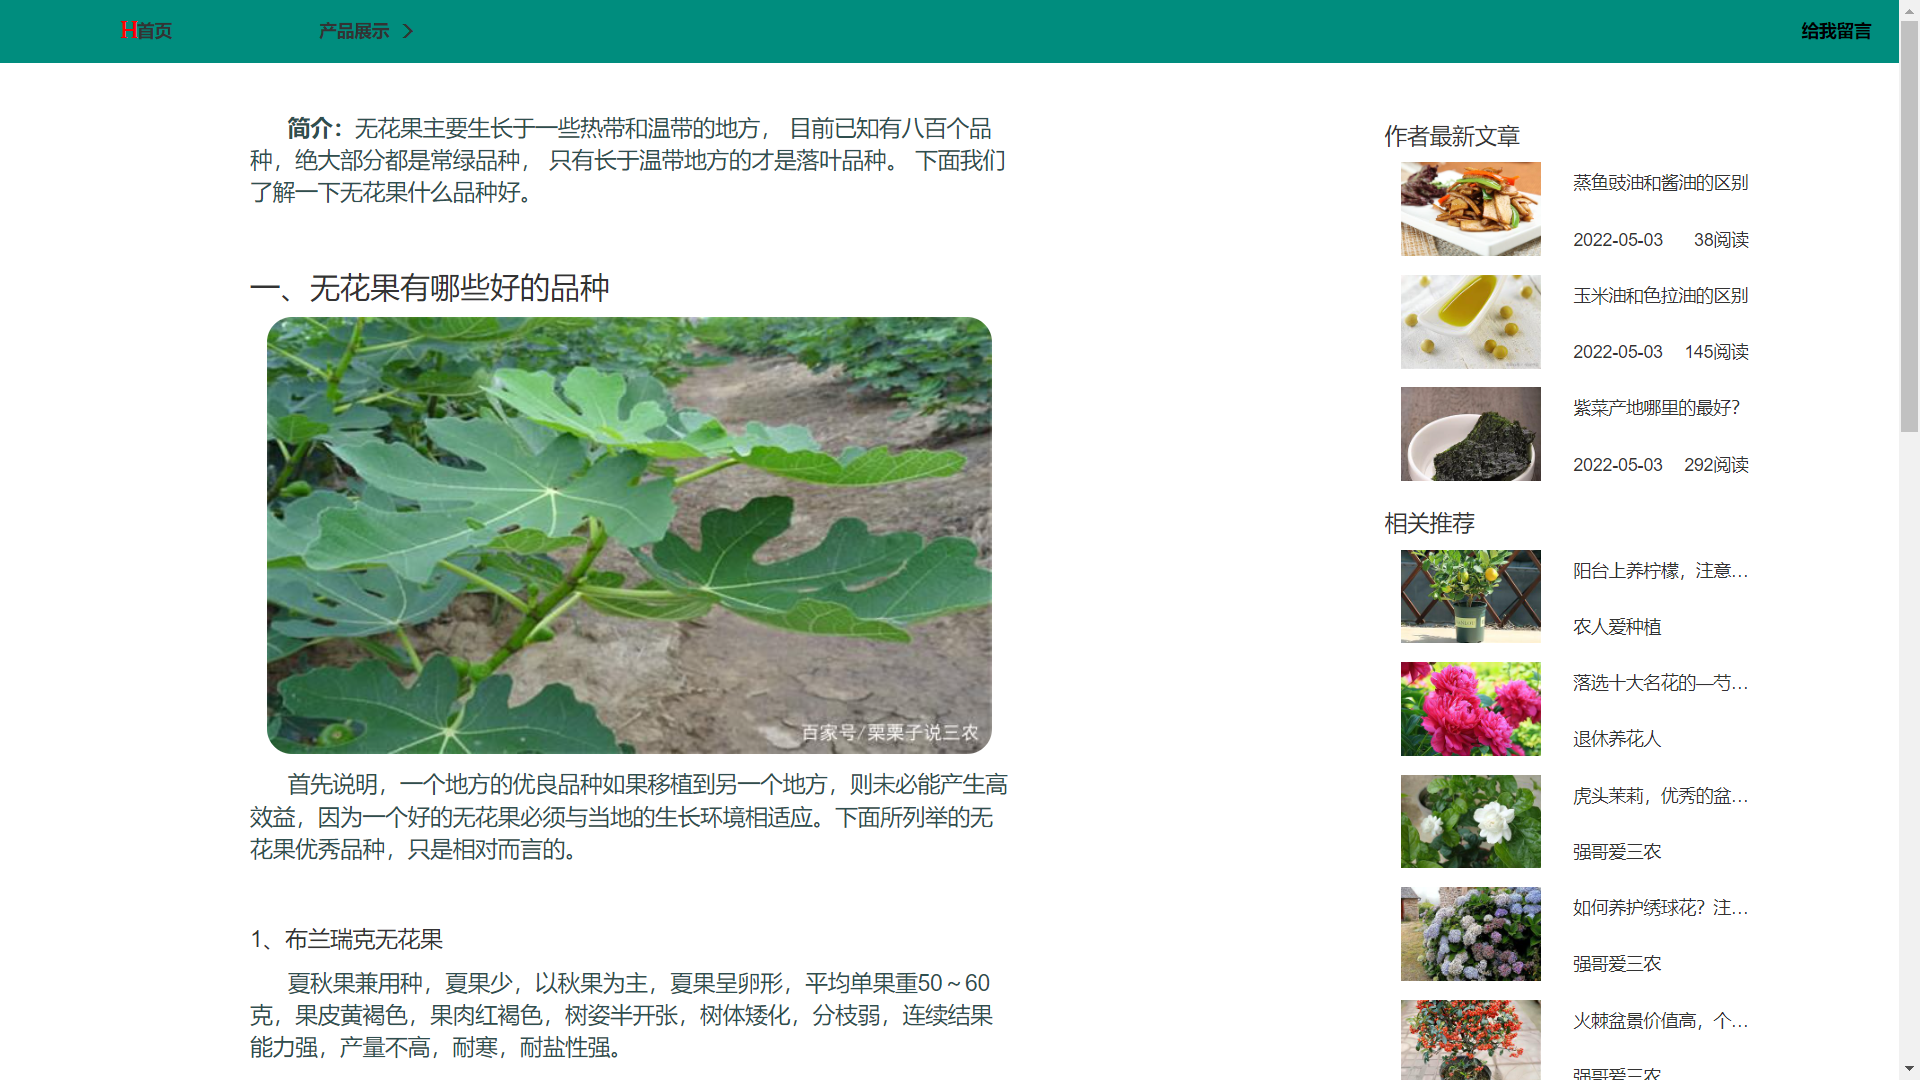 H首页
产品展示
给我留言
简介：无花果主要生长于一些热带和温带的地方， 目前已知有八百个品
种，绝大部分都是常绿品种， 只有长于温带地方的才是落叶品种。 下面我们
了解一下无花果什么品种好。
一、无花果有哪些好的品种
百家号/栗栗子说三农
首先说明，一个地方的优良品种如果移植到另一个地方，则未必能产生高
效益，因为一个好的无花果必须与当地的生长环境相适应。下面所列举的无
花果优秀品种，只是相对而言的。
1、布兰瑞克无花果
夏秋果兼用种，夏果少，以秋果为主，夏果呈卵形，平均单果重50～60
克，果皮黄褐色，果肉红褐色，树姿半开张，树体矮化，分枝弱，连续结果
能力强，产量不高，耐寒，耐盐性强。
作者最新文章
蒸鱼豉油和酱油的区别
2022-05-03 38阅读
玉米油和色拉油的区别
2022-05-03 145阅读
紫菜产地哪里的最好？
2022-05-03 292阅读
相关推荐
阳台上养柠檬，注意…
农人爱种植
落选十大名花的—芍…
退休养花人
虎头茉莉，优秀的盆…
强哥爱三农
如何养护绣球花？注…
强哥爱三农
火棘盆景价值高，个…
强哥爱三农